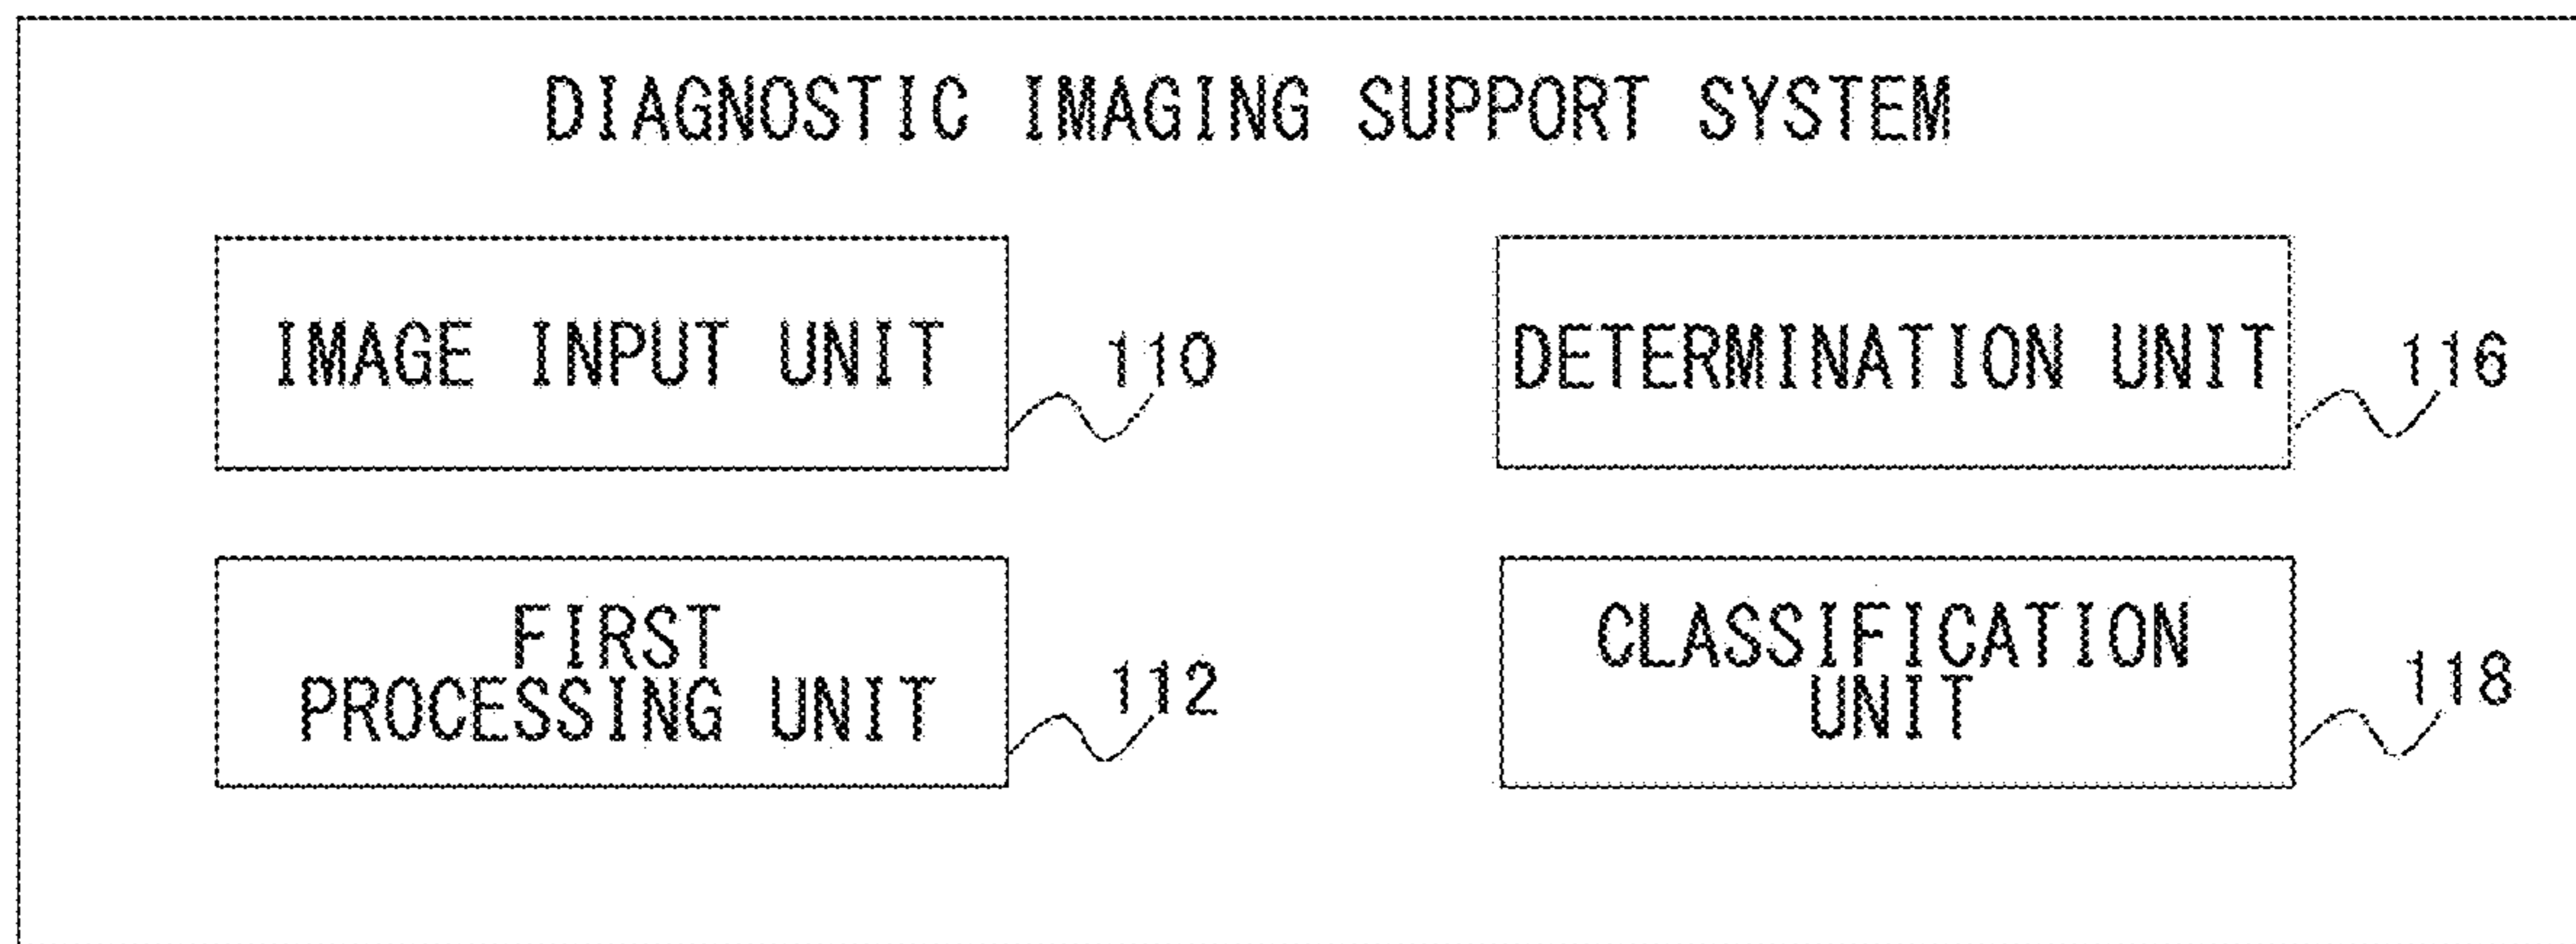 DIAGNOSTIC IMAGING SUPPORT SYSTEM
IMAGE INPUT UNIT
110
DETERMINATION UNIT
116
FIRST
PROCESSING UNIT
112
CLASSIFICATION
UNIT
118